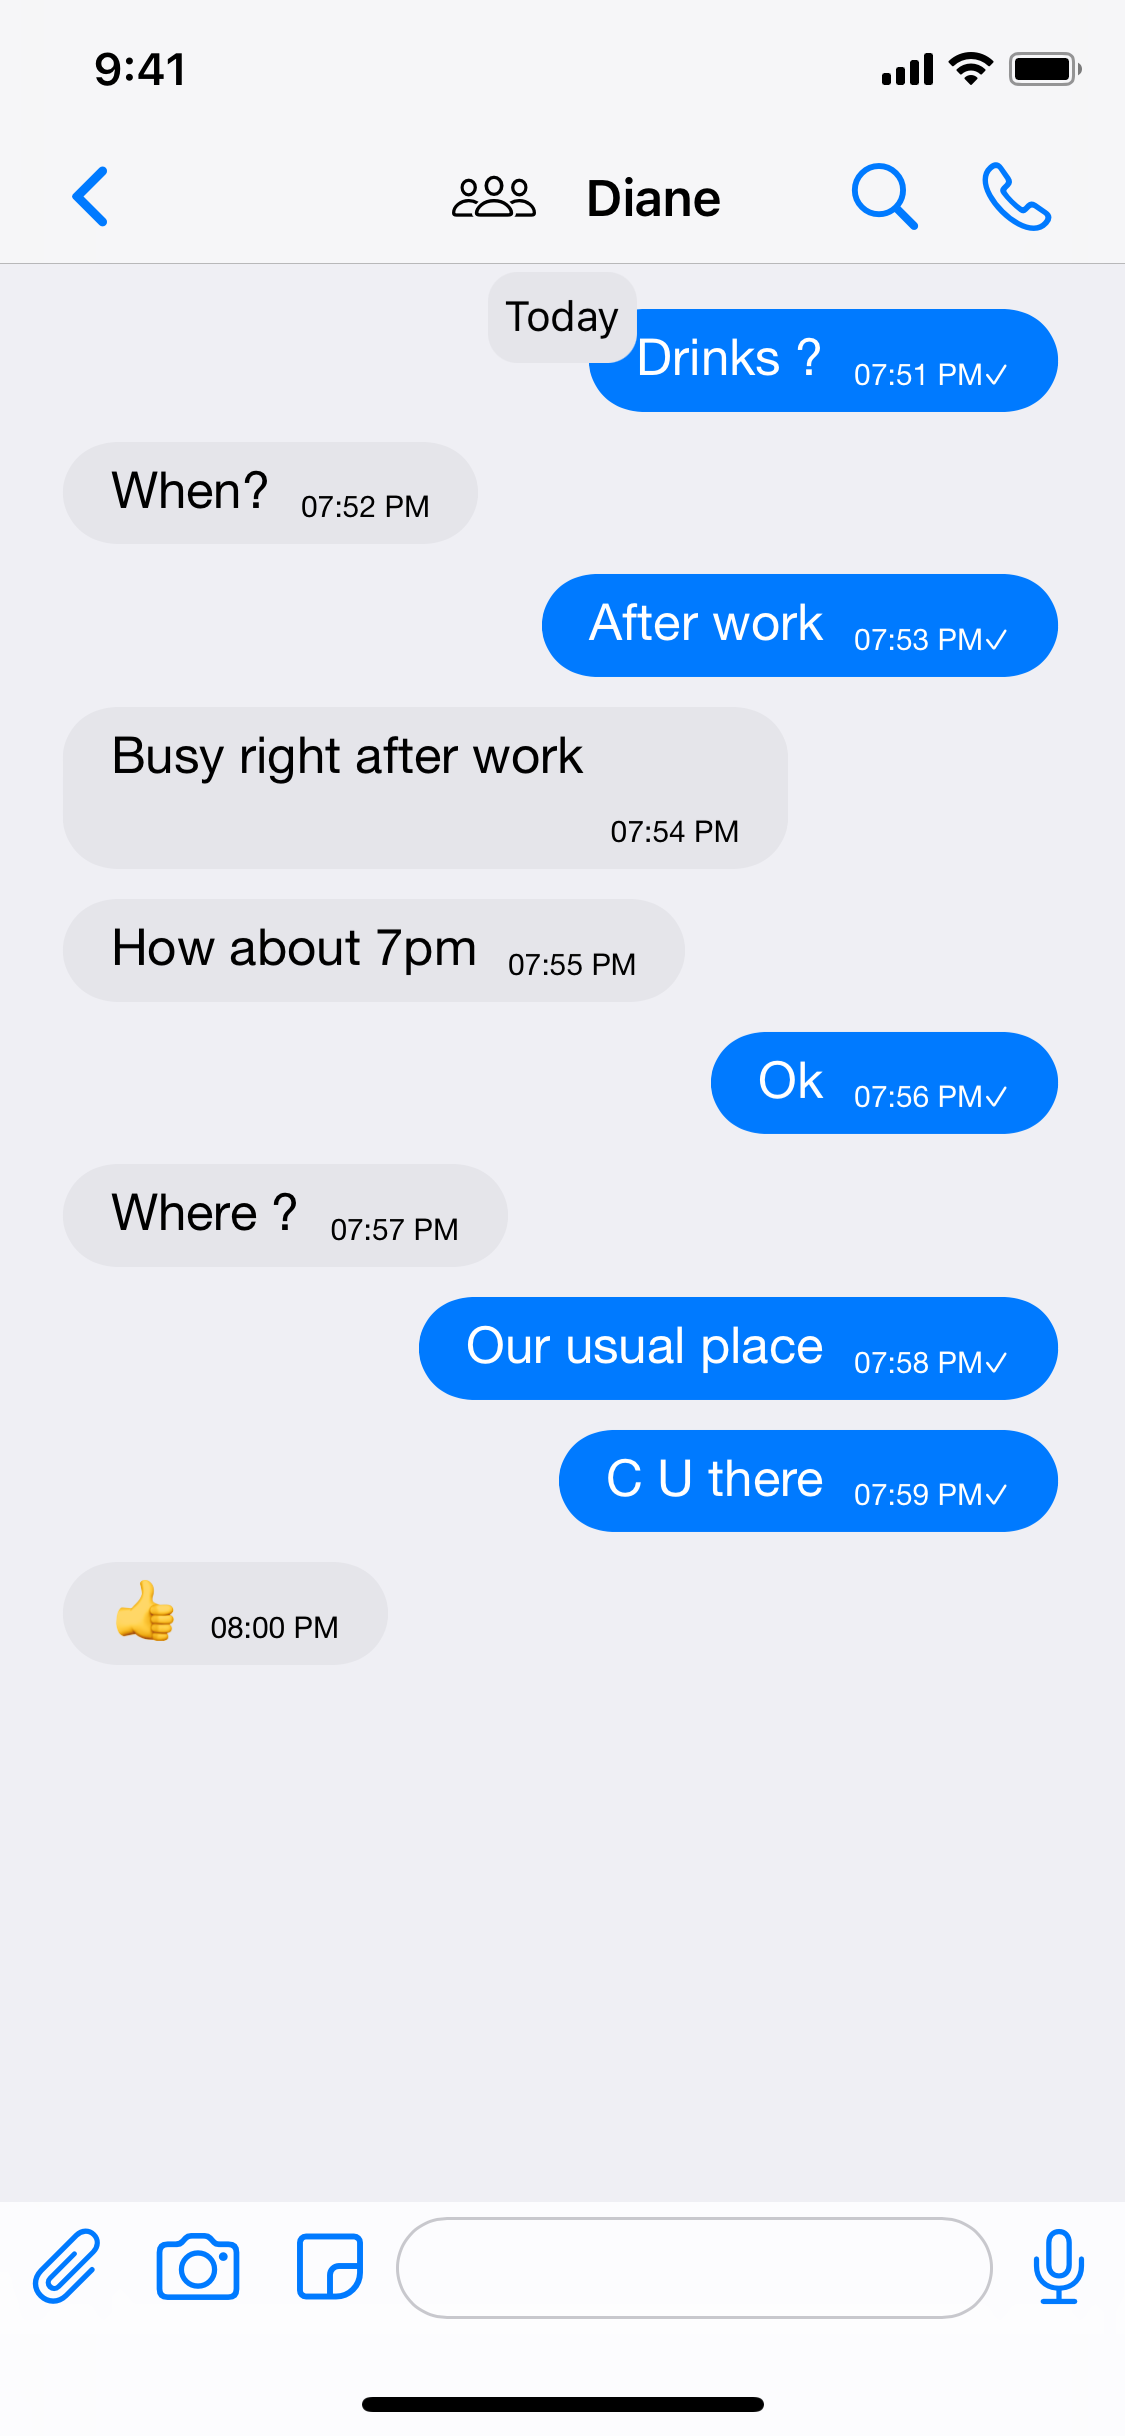 9:41
Diane
Today
Drinks ? 07:51 PM✓
When? 07:52 PM
After work 07:53 PM✓
Busy right after work
07:54 PM
How about 7pm 07:55 PM
Ok 07:56 PM✓
Where ? 07:57 PM
Our usual place 07:58 PM✓
C U there 07:59 PM✓
👍 08:00 PM